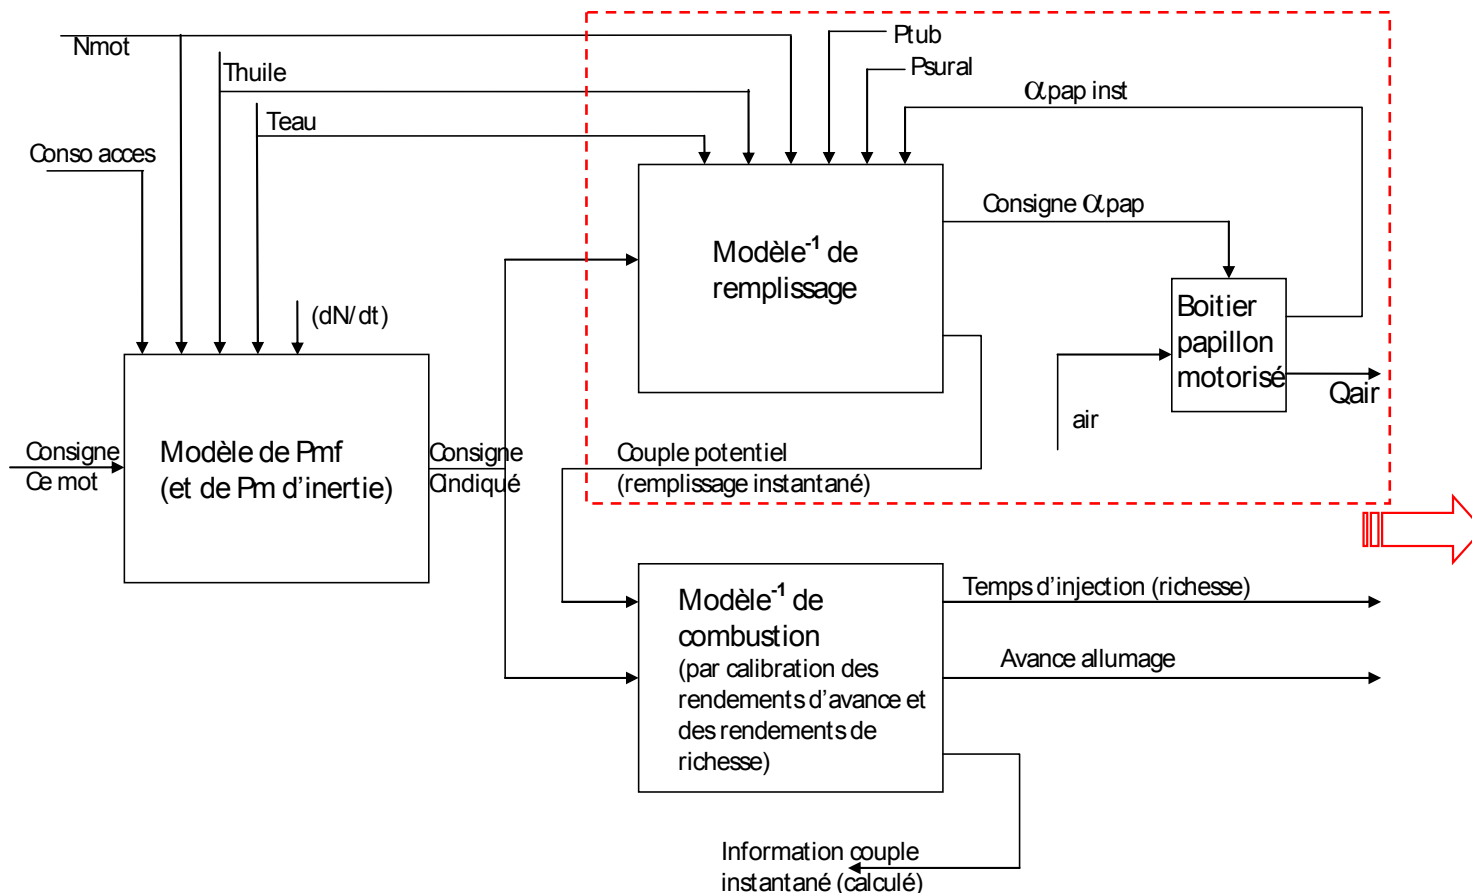 Nmot
Ptub
Psural
Thuile
αpap inst
Teau
Conso acces
Consigne αpap
Modèle⁻¹ de
remplissage
(dN/dt)
Boitier
papillon
motorisé
Qair
air
Consigne
Ce mot
Modèle de Pmf
(et de Pm d'inertie)
Consigne
Cindiqué
Couple potentiel
(remplissage instantané)
Modèle⁻¹ de
combustion
(par calibration des
rendements d'avance et
des rendements de
richesse)
Temps d'injection (richesse)
Avance allumage
Information couple
instantané (calculé)